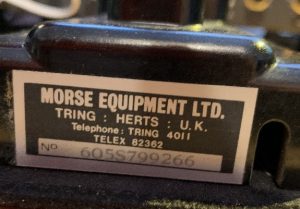 MORSE EQUIPMENT LTD.
TRING : HERTS : U.K.
Telephone: TRING 4011
TELEX 82362
Nº 605S799266